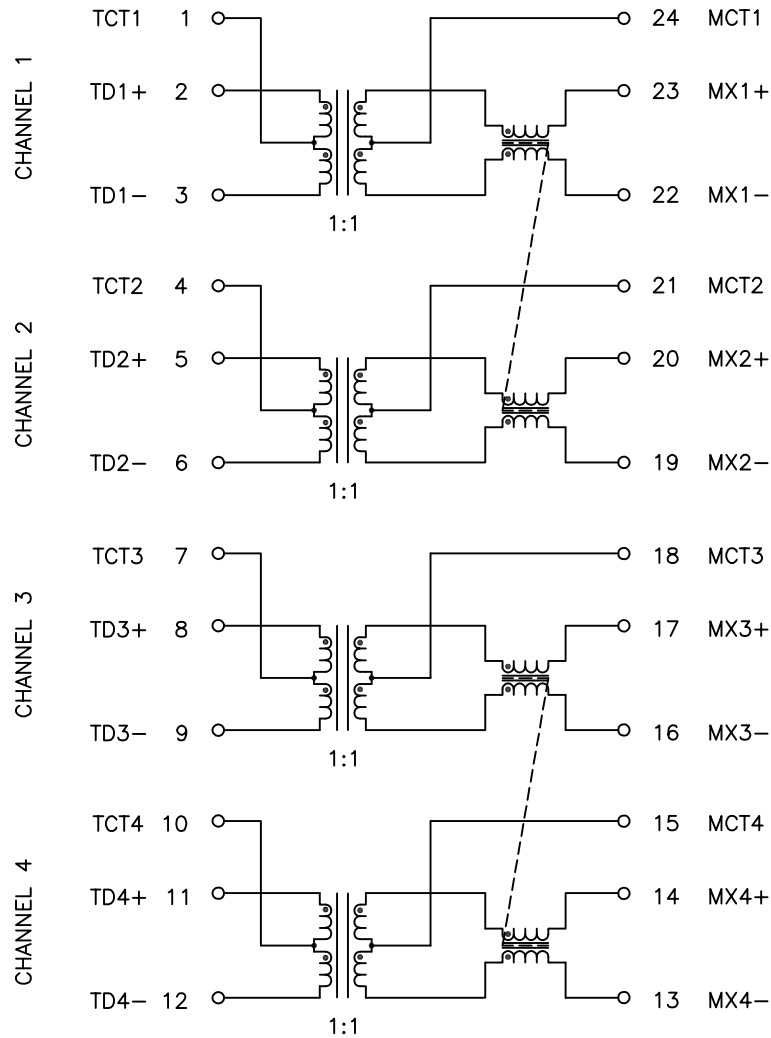 CHANNEL 1
TCT1 1 24 MCT1
TD1+ 2 23 MX1+
TD1- 3 22 MX1-
1:1
CHANNEL 2
TCT2 4 21 MCT2
TD2+ 5 20 MX2+
TD2- 6 19 MX2-
1:1
CHANNEL 3
TCT3 7 18 MCT3
TD3+ 8 17 MX3+
TD3- 9 16 MX3-
1:1
CHANNEL 4
TCT4 10 15 MCT4
TD4+ 11 14 MX4+
TD4- 12 13 MX4-
1:1